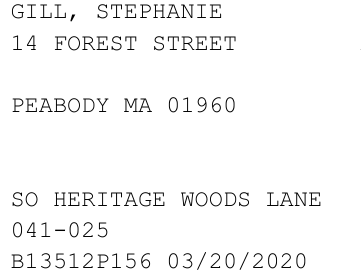 GILL, STEPHANIE
14 FOREST STREET
PEABODY MA 01960
SO HERITAGE WOODS LANE
041-025
B13512P156 03/20/2020